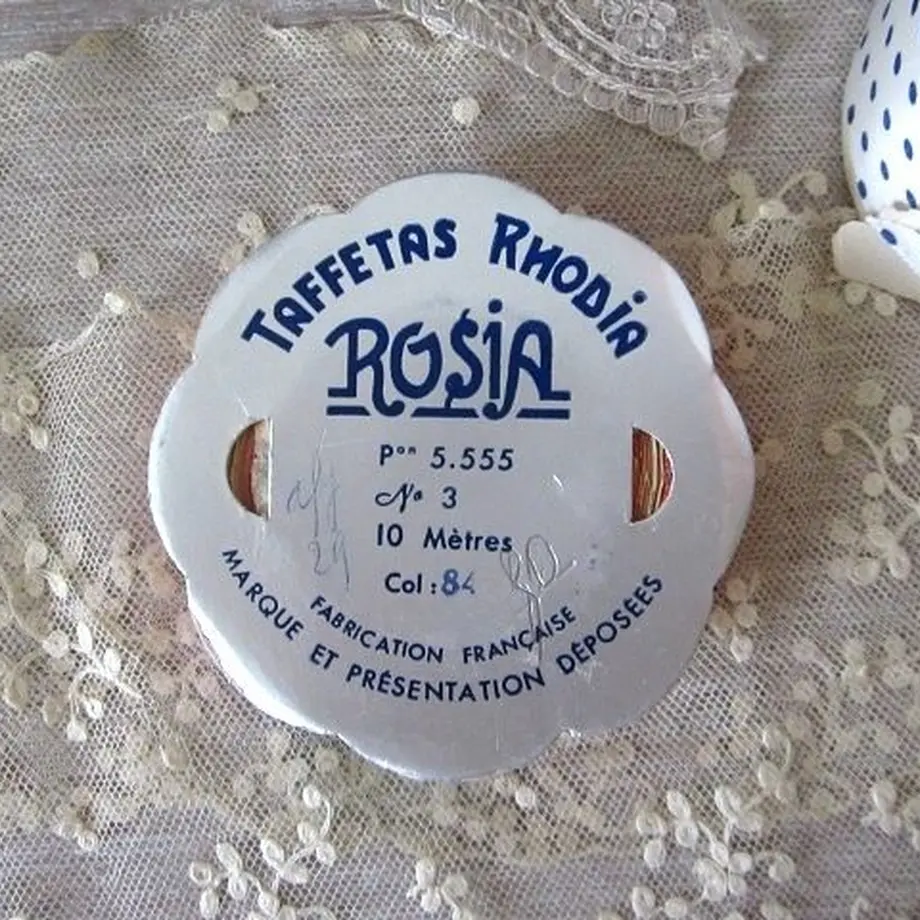 TAFFETAS RHODIA
ROSIA
Pon 5.555
No 3
10 Mètres
Col : 84
FABRICATION FRANÇAISE
MARQUE ET PRÉSENTATION DÉPOSÉES